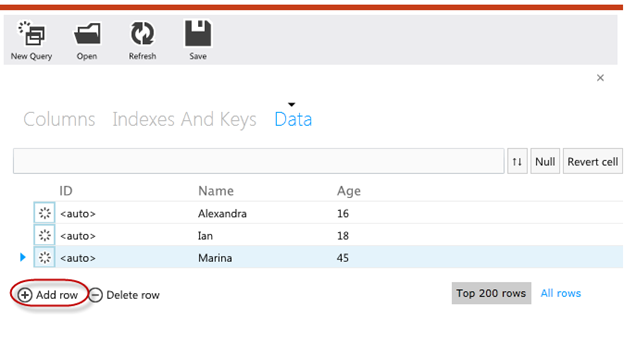 New Query Open Refresh Save
Columns Indexes And Keys Data
↑↓ Null Revert cell
ID Name Age
<auto> Alexandra 16
<auto> Ian 18
<auto> Marina 45
Add row Delete row Top 200 rows All rows